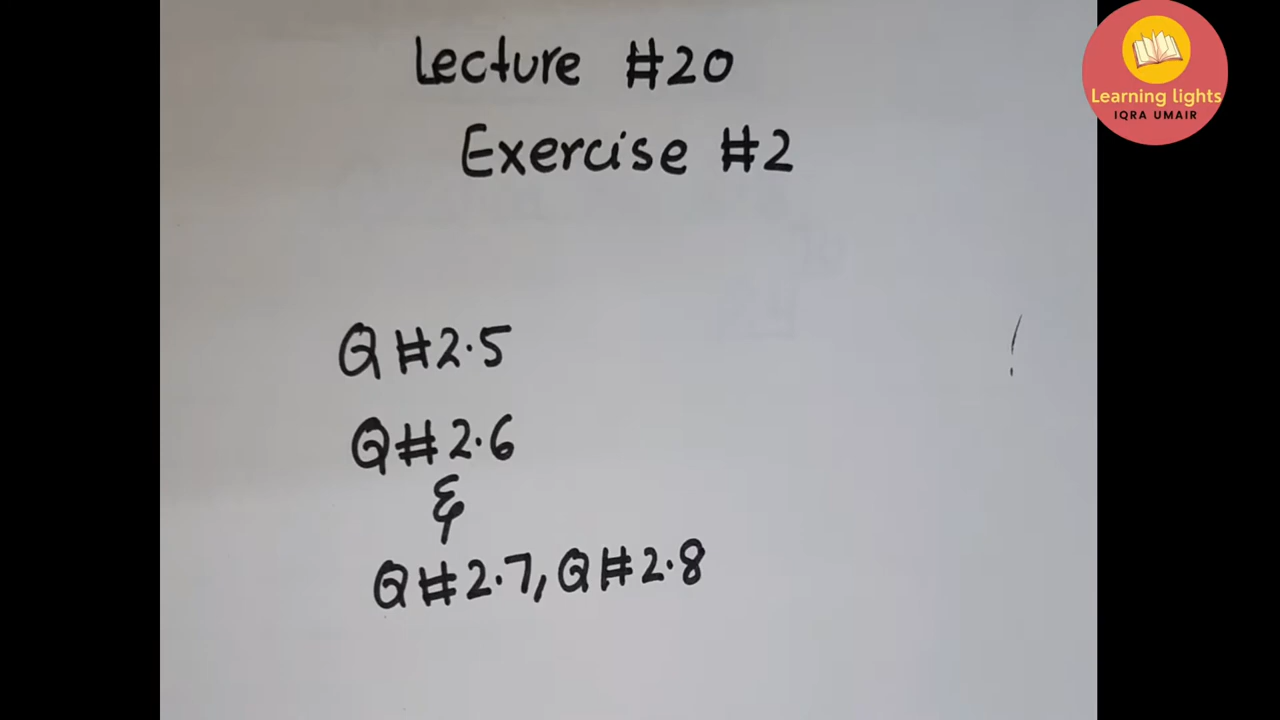 Lecture #20
Exercise #2
Learning lights
IQRA UMAIR
Q#2.5
Q#2.6
&
Q#2.7, Q#2.8